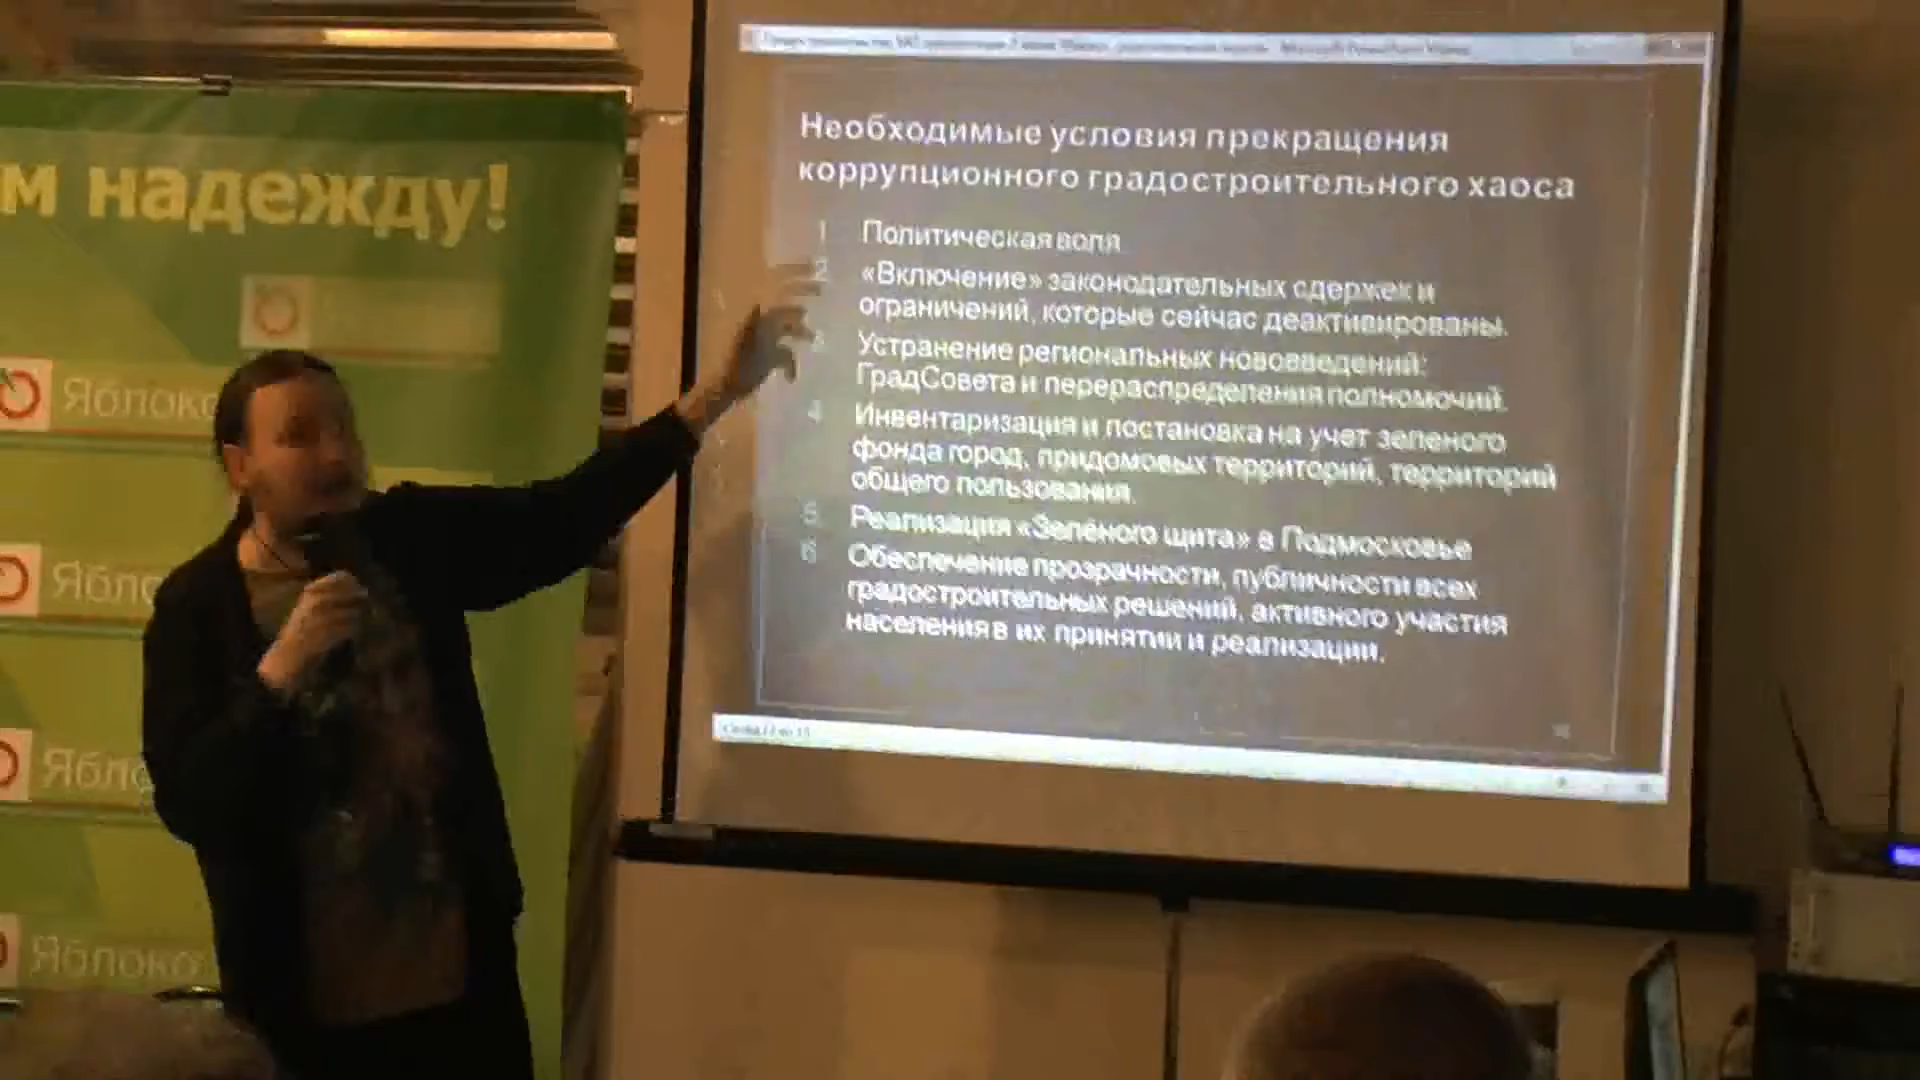 м надежду!
Яблоко
Ябло
Ябло
Яблоко
Microsoft PowerPoint
Необходимые условия прекращения
коррупционного градостроительного хаоса
1 Политическая воля
2 «Включение» законодательных сдержек и
ограничений, которые сейчас деактивированы.
3 Устранение региональных нововведений:
ГрадСовета и перераспределения полномочий.
4 Инвентаризация и постановка на учет зеленого
фонда город, придомовых территорий, территорий
общего пользования.
5 Реализация «Зелёного щита» в Подмосковье
6 Обеспечение прозрачности, публичности всех
градостроительных решений, активного участия
населения в их принятии и реализации.